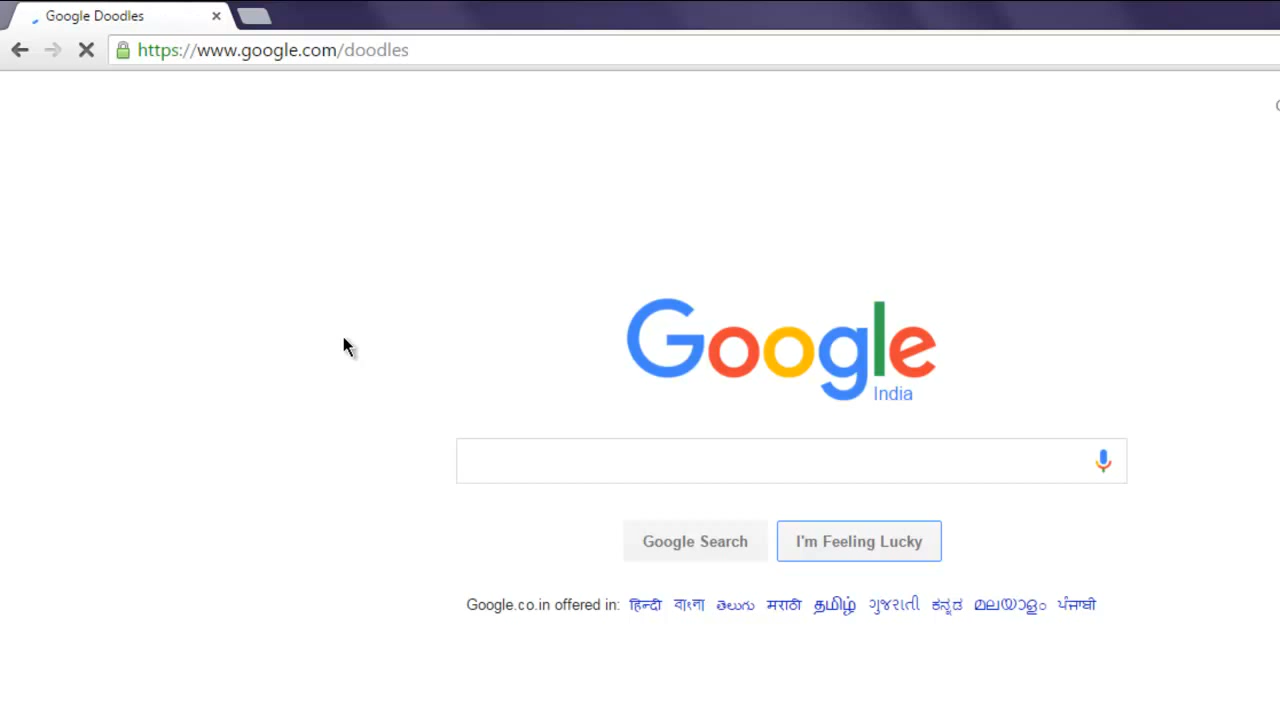 Google Doodles
https://www.google.com/doodles
Google
India
Google Search
I'm Feeling Lucky
Google.co.in offered in: हिन्दी বাংলা తెలుగు मराठी தமிழ் ગુજરાતી ಕನ್ನಡ മലയാളം ਪੰਜਾਬੀ